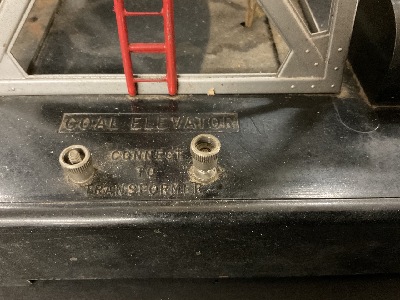 COAL ELEVATOR
CONNECT
TO
TRANSFORMER